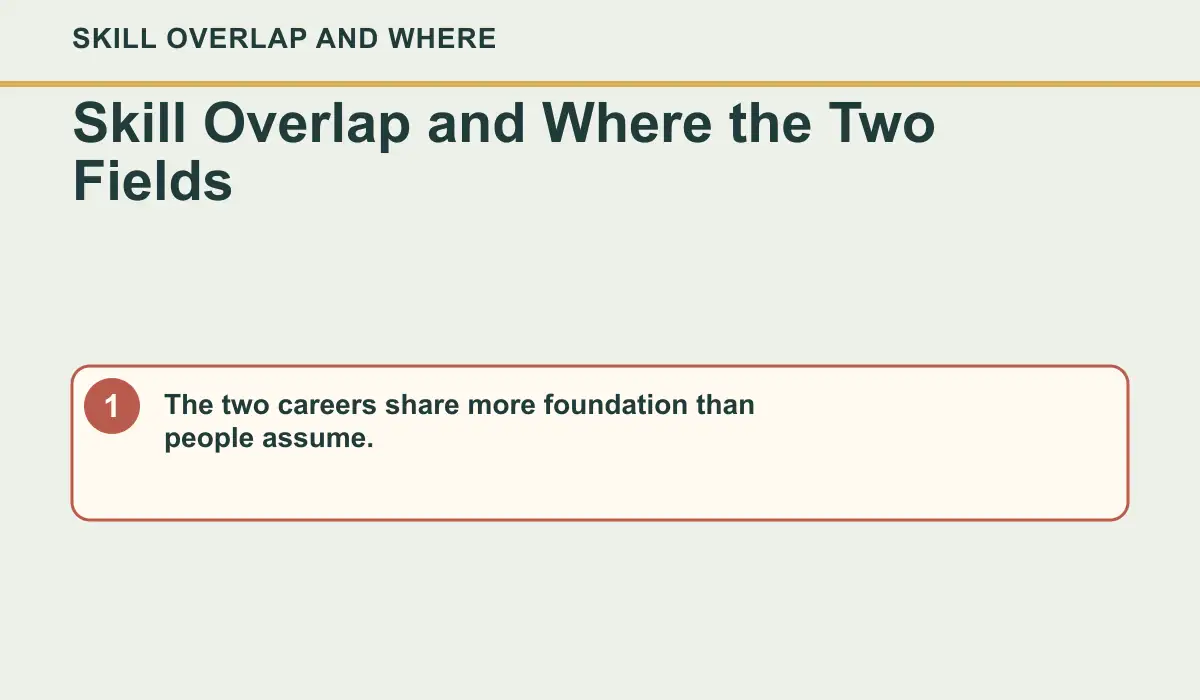 SKILL OVERLAP AND WHERE
Skill Overlap and Where the Two
Fields
1
The two careers share more foundation than
people assume.